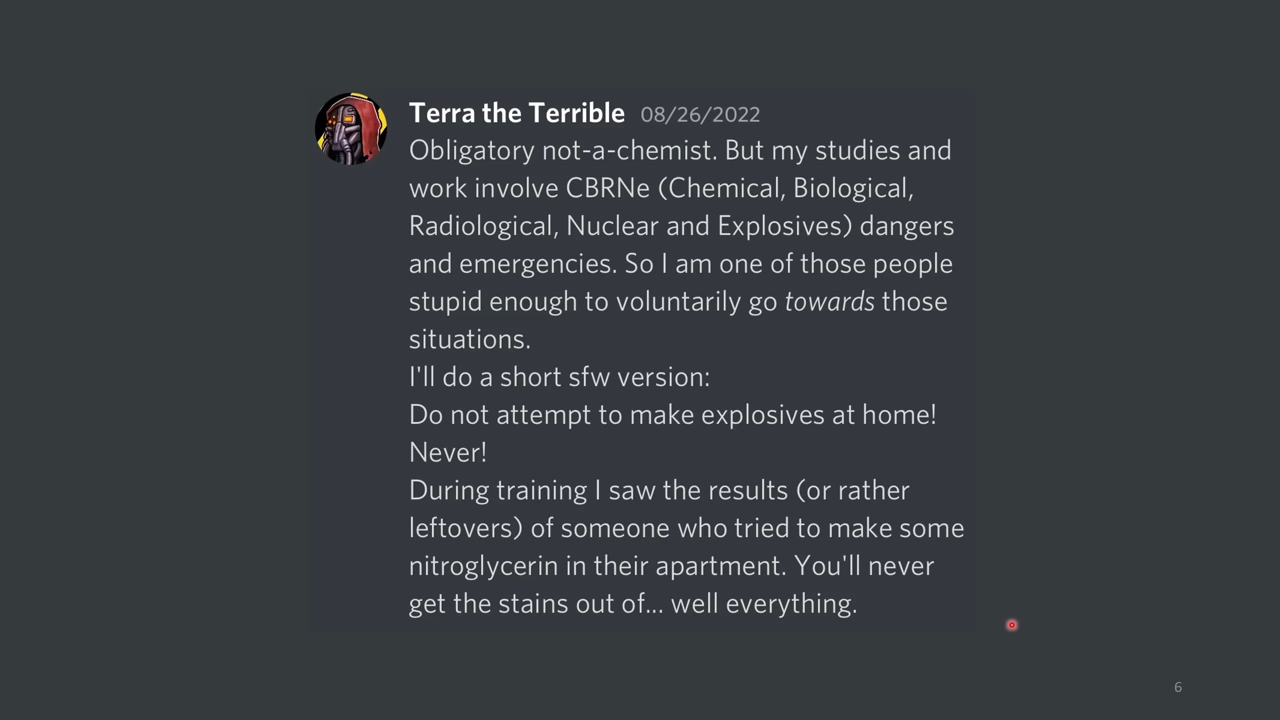 Terra the Terrible 08/26/2022
Obligatory not-a-chemist. But my studies and
work involve CBRNe (Chemical, Biological,
Radiological, Nuclear and Explosives) dangers
and emergencies. So I am one of those people
stupid enough to voluntarily go towards those
situations.
I'll do a short sfw version:
Do not attempt to make explosives at home!
Never!
During training I saw the results (or rather
leftovers) of someone who tried to make some
nitroglycerin in their apartment. You'll never
get the stains out of... well everything.
6